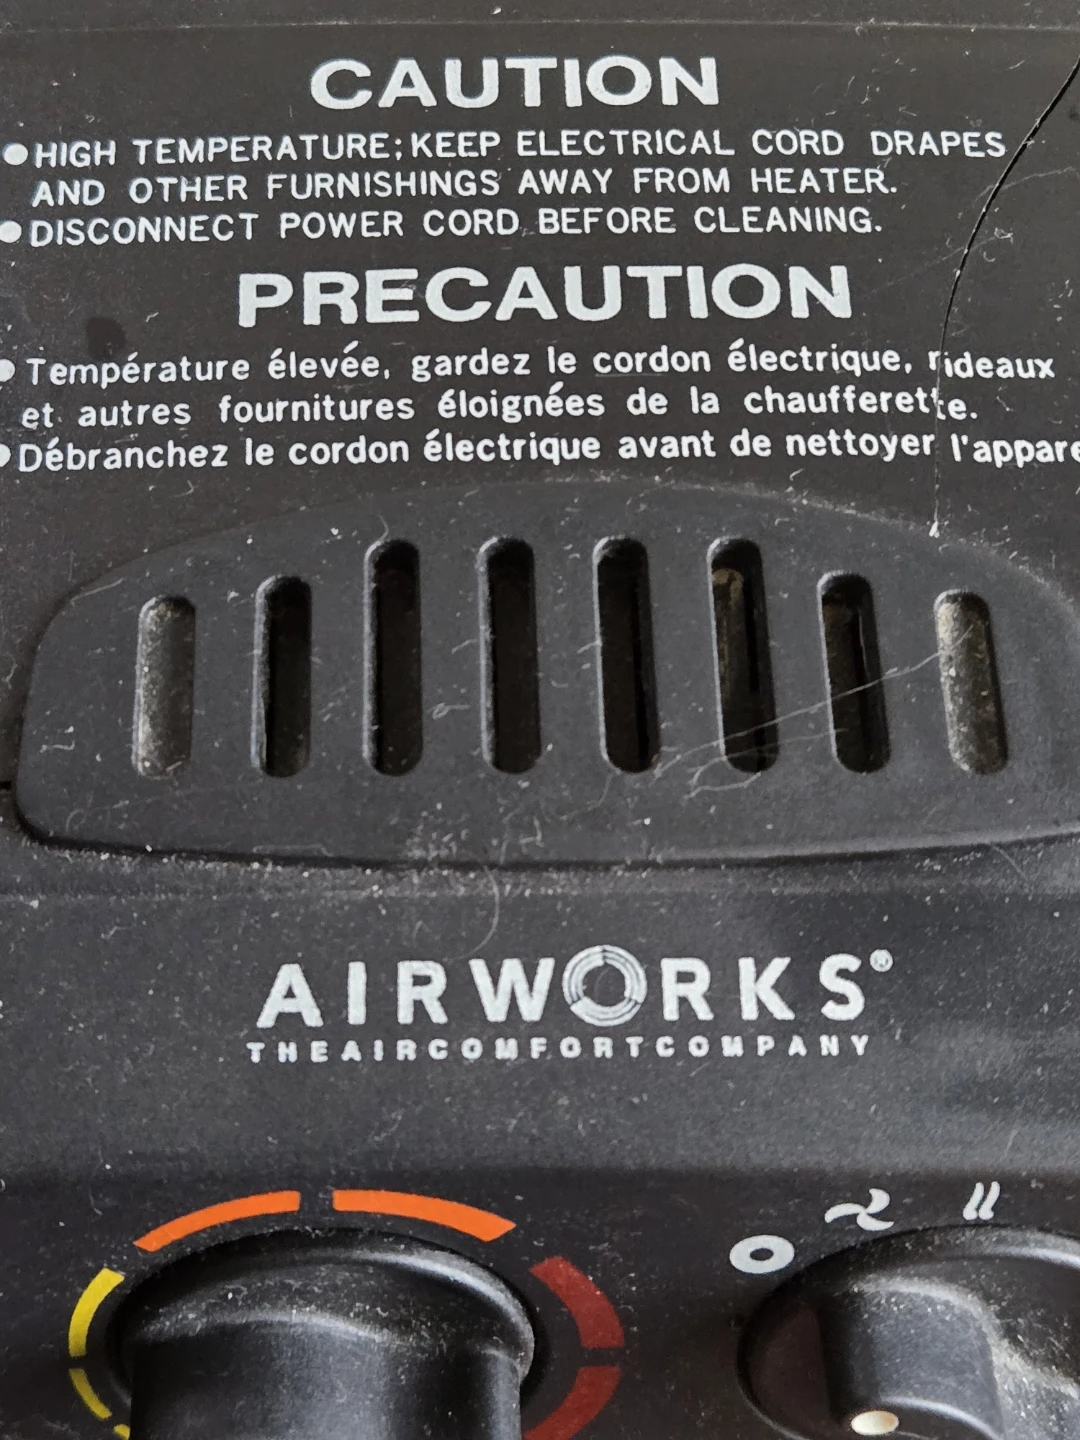 CAUTION
●HIGH TEMPERATURE; KEEP ELECTRICAL CORD DRAPES
AND OTHER FURNISHINGS AWAY FROM HEATER.
●DISCONNECT POWER CORD BEFORE CLEANING.
PRECAUTION
●Température élevée, gardez le cordon électrique, rideaux
et autres fournitures éloignées de la chaufferette.
●Débranchez le cordon électrique avant de nettoyer l'appare
AIRWORKS®
THEAIRCOMFORTCOMPANY